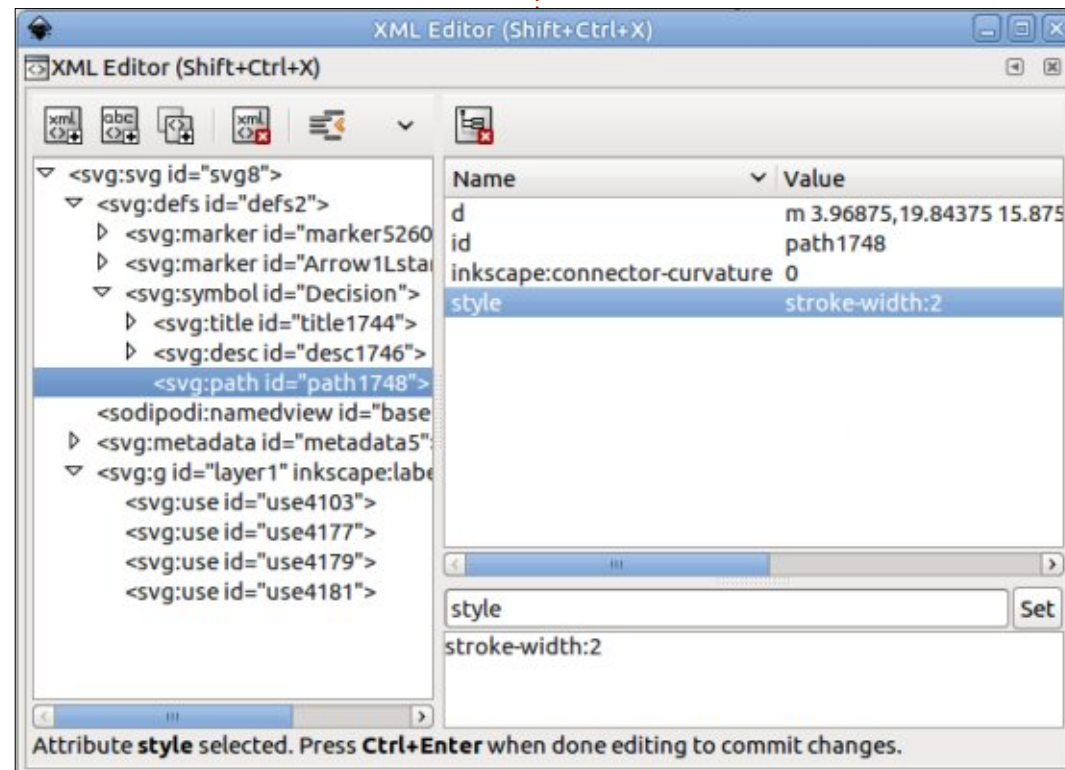 XML Editor (Shift+Ctrl+X)
XML Editor (Shift+Ctrl+X)
<svg:svg id="svg8">
<svg:defs id="defs2">
<svg:marker id="marker5260
<svg:marker id="Arrow1Lstar
<svg:symbol id="Decision">
<svg:title id="title1744">
<svg:desc id="desc1746">
<svg:path id="path1748">
<sodipodi:namedview id="base
<svg:metadata id="metadata5":
<svg:g id="layer1" inkscape:labe
<svg:use id="use4103">
<svg:use id="use4177">
<svg:use id="use4179">
<svg:use id="use4181">
Name Value
d m 3.96875,19.84375 15.875
id path1748
inkscape:connector-curvature 0
style stroke-width:2
style Set
stroke-width:2
Attribute style selected. Press Ctrl+Enter when done editing to commit changes.